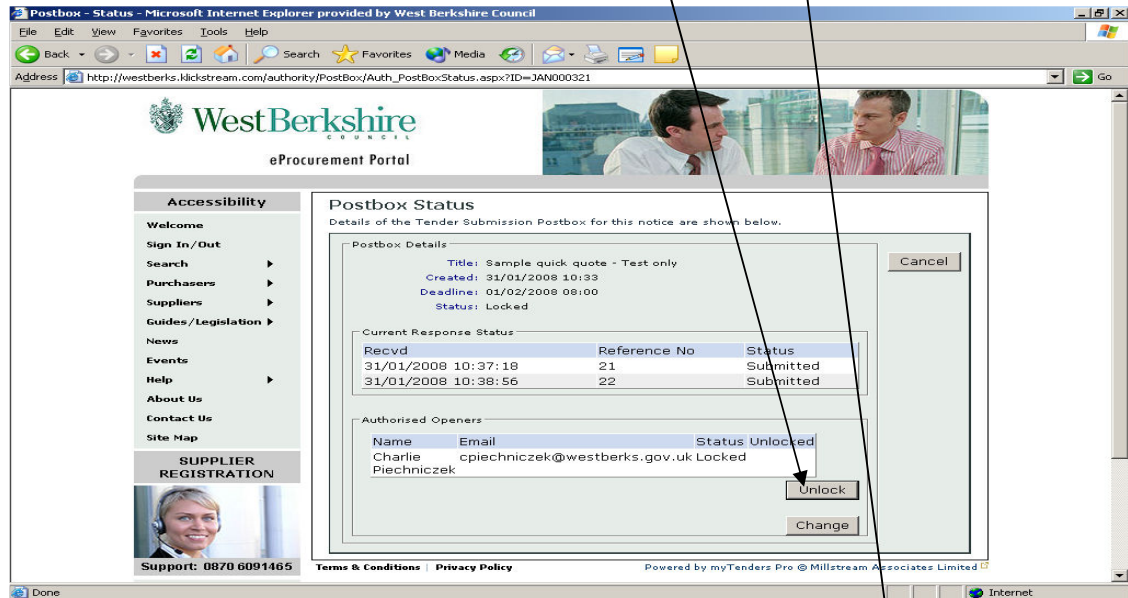 Postbox - Status - Microsoft Internet Explorer provided by West Berkshire Council
File Edit View Favorites Tools Help
Back Search Favorites Media
Address http://westberks.klickstream.com/authority/PostBox/Auth_PostBoxStatus.aspx?ID=JAN000321 Go
West Berkshire
COUNCIL
eProcurement Portal
Accessibility
Welcome
Sign In/Out
Search
Purchasers
Suppliers
Guides/Legislation
News
Events
Help
About Us
Contact Us
Site Map
SUPPLIER
REGISTRATION
Support: 0870 6091465
Postbox Status
Details of the Tender Submission Postbox for this notice are shown below.
Postbox Details
Title: Sample quick quote - Test only
Created: 31/01/2008 10:33
Deadline: 01/02/2008 08:00
Status: Locked
Cancel
Current Response Status
Recvd Reference No Status
31/01/2008 10:37:18 21 Submitted
31/01/2008 10:38:56 22 Submitted
Authorised Openers
Name Email Status Unlocked
Charlie cpiechniczek@westberks.gov.uk Locked
Piechniczek
Unlock
Change
Terms & Conditions | Privacy Policy Powered by myTenders Pro @ Millstream Associates Limited
Done Internet